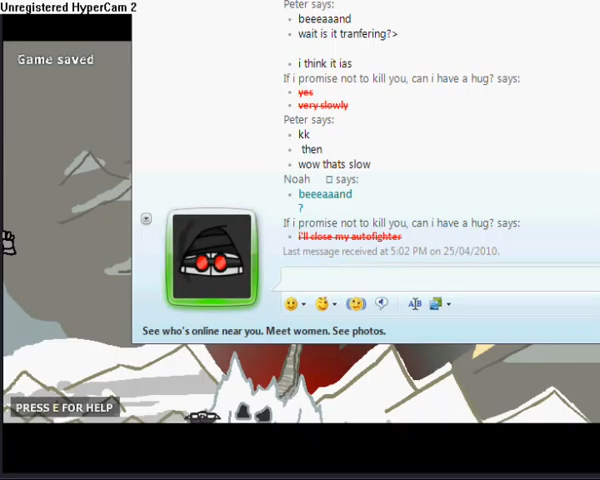 Unregistered HyperCam 2
Game saved
Peter says:
beeeaaand
wait is it tranfering?>
i think it ias
If i promise not to kill you, can i have a hug? says:
yes
very slowly
Peter says:
kk
then
wow thats slow
Noah □ says:
beeeaaand
?
If i promise not to kill you, can i have a hug? says:
i'll close my autofighter
Last message received at 5:02 PM on 25/04/2010.
See who's online near you. Meet women. See photos.
PRESS E FOR HELP